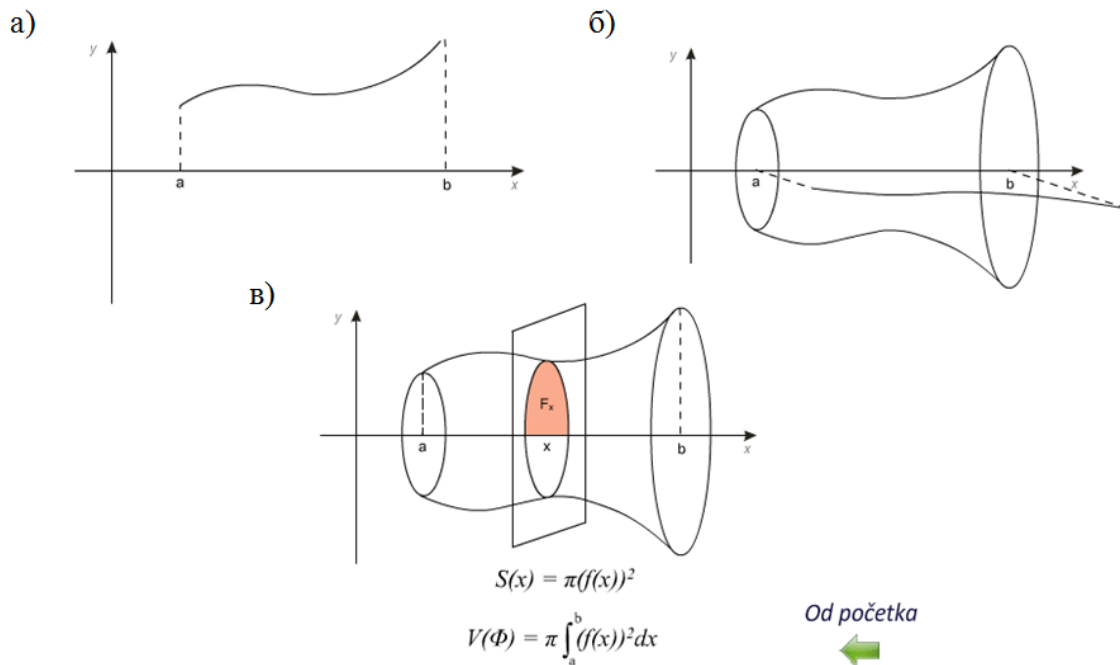 а)
y
a
b
x
б)
y
a
b
x
в)
y
Fₓ
a
x
b
x
S(x) = π(f(x))²
V(Φ) = π∫ₐᵇ(f(x))²dx
Od početka